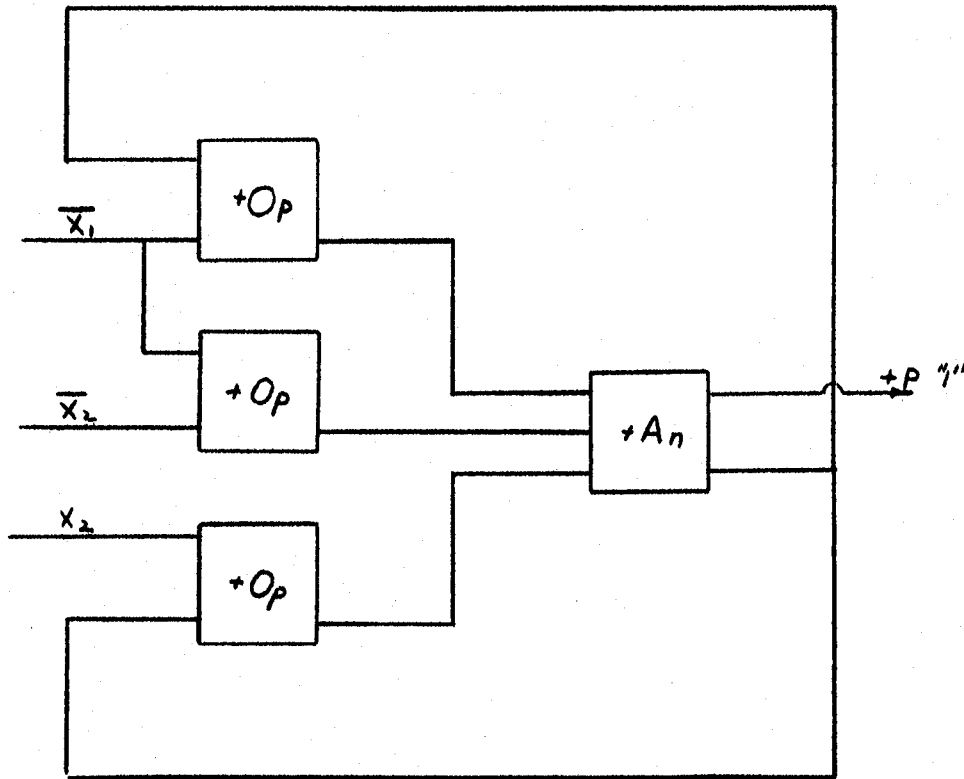 +Op
X̅₁
+Op
X̅₂
+An
+P "1"
X₂
+Op